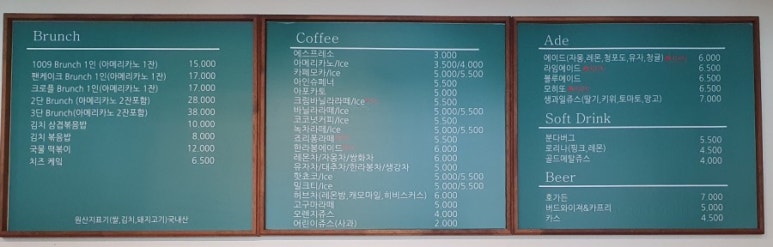 Brunch
1009 Brunch 1인 (아메리카노 1잔) 15.000
팬케이크 Brunch 1인(아메리카노 1잔) 17.000
크로플 Brunch 1인(아메리카노 1잔) 17.000
2단 Brunch (아메리카노 2잔포함) 28.000
3단 Brunch(아메리카노 2잔포함) 38.000
김치 삼겹볶음밥 10.000
김치 볶음밥 8.000
국물 떡볶이 12.000
치즈 케익 6.500
원산지표기(쌀,김치,돼지고기)국내산
Coffee
에스프레소 3.000
아메리카노/Ice 3.500/4.000
카페모카/Ice 5.000/5.500
아인슈페너 5.500
아포카토 5.000
크림바닐라라떼/Ice 5.500
바닐라라떼/Ice 5.000/5.500
코코넛커피/Ice 5.500
녹차라떼/Ice 5.000/5.500
조리퐁라떼 5.500
한라봉에이드 6.000
레몬차/자몽차/쌍화차 6.000
유자차/대추차/한라봉차/생강차 5.000
핫쵸코/Ice 5.000/5.500
밀크티/Ice 5.000/5.500
허브차(레몬밤,캐모마일,히비스커스) 6.000
고구마라떼 5.000
오렌지쥬스 4.000
어린이쥬스(사과) 2.000
Ade
에이드(자몽,레몬,청포도,유자,청귤) 6.000
라임에이드 6.500
블루에이드 6.500
모히또 6.500
생과일쥬스(딸기,키위,토마토,망고) 7.000
Soft Drink
분다버그 5.500
로리나(핑크,레몬) 4.500
골드메달쥬스 4.000
Beer
호가든 7.000
버드와이져&카프리 5.000
카스 4.500